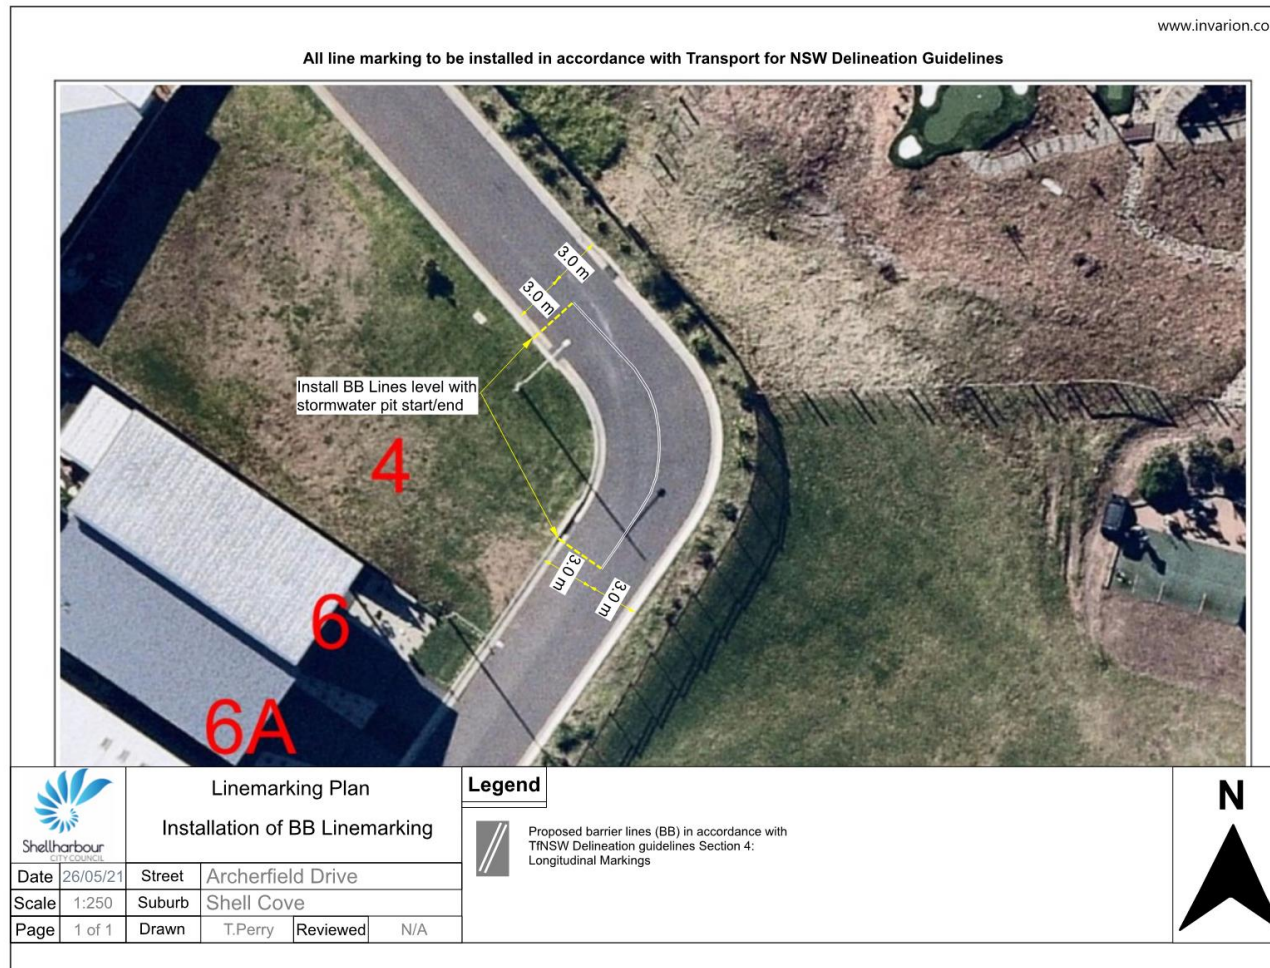 www.invarion.co
All line marking to be installed in accordance with Transport for NSW Delineation Guidelines
3.0 m
3.0 m
Install BB Lines level with
stormwater pit start/end
4
3.0 m
3.0 m
6
6A
Shellharbour
CITY COUNCIL
Linemarking Plan
Installation of BB Linemarking
Date 26/05/21 Street Archerfield Drive
Scale 1:250 Suburb Shell Cove
Page 1 of 1 Drawn T.Perry Reviewed N/A
Legend
Proposed barrier lines (BB) in accordance with
TfNSW Delineation guidelines Section 4:
Longitudinal Markings
N